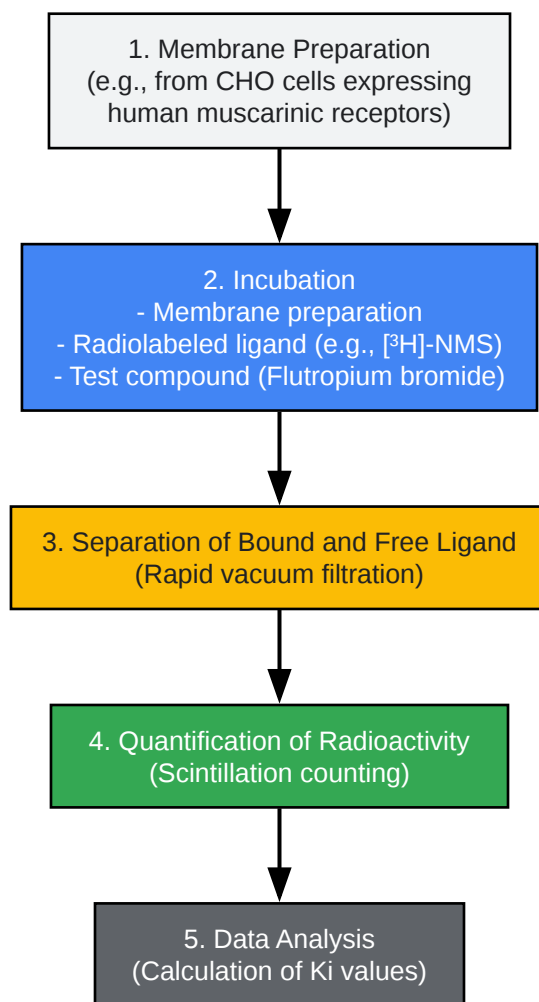 1. Membrane Preparation
(e.g., from CHO cells expressing
human muscarinic receptors)
2. Incubation
- Membrane preparation
- Radiolabeled ligand (e.g., [³H]-NMS)
- Test compound (Flutropium bromide)
3. Separation of Bound and Free Ligand
(Rapid vacuum filtration)
4. Quantification of Radioactivity
(Scintillation counting)
5. Data Analysis
(Calculation of Ki values)